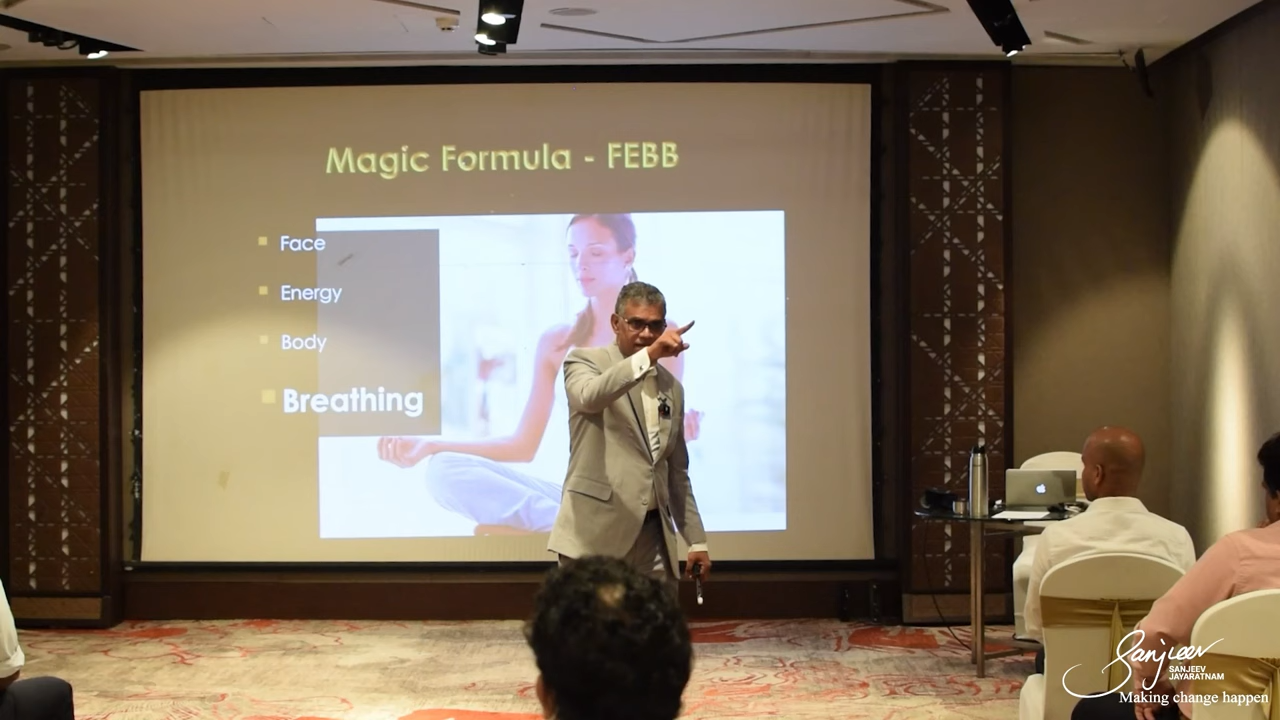 Magic Formula - FEBB
Face
Energy
Body
Breathing
Sanjeev
SANJEEV
JAYARATNAM
Making change happen